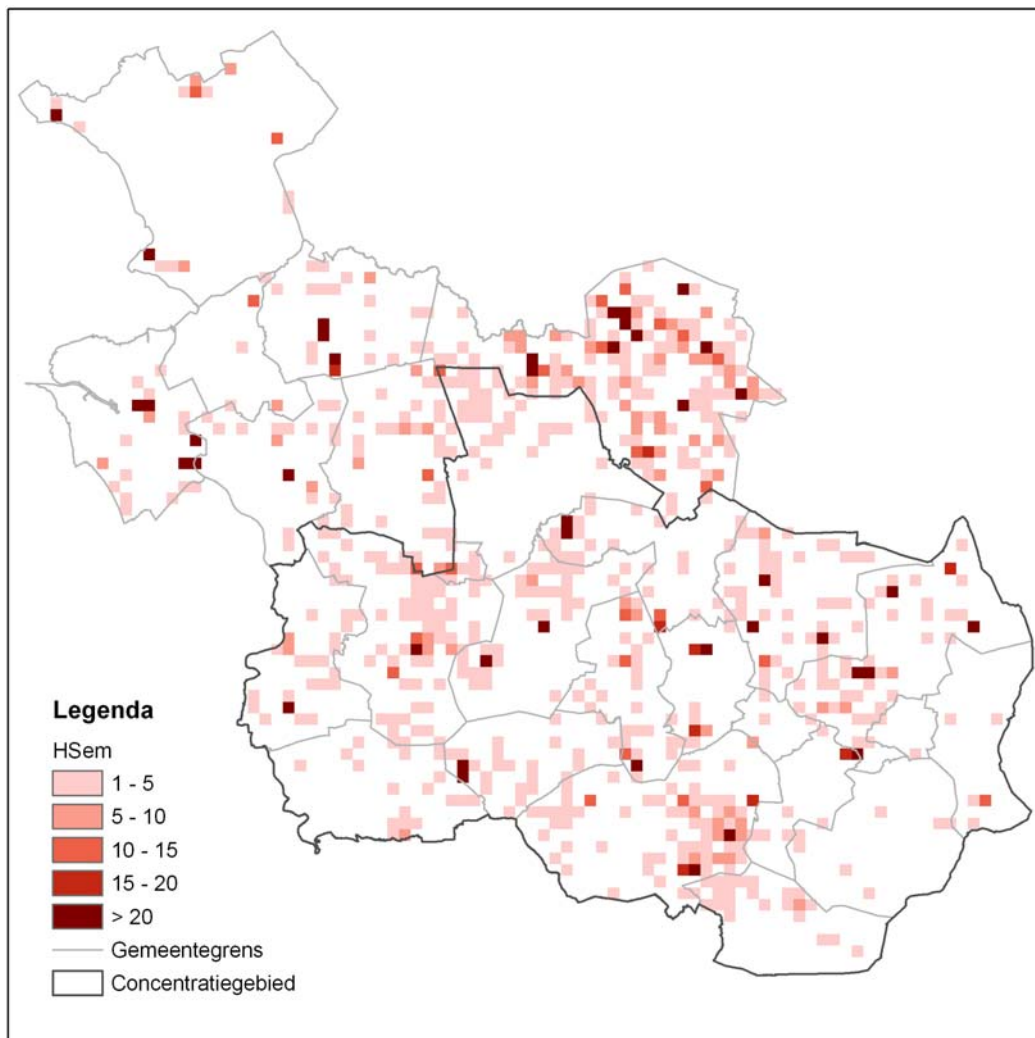 Legenda
HSem
1 - 5
5 - 10
10 - 15
15 - 20
> 20
Gemeentegrens
Concentratiegebied